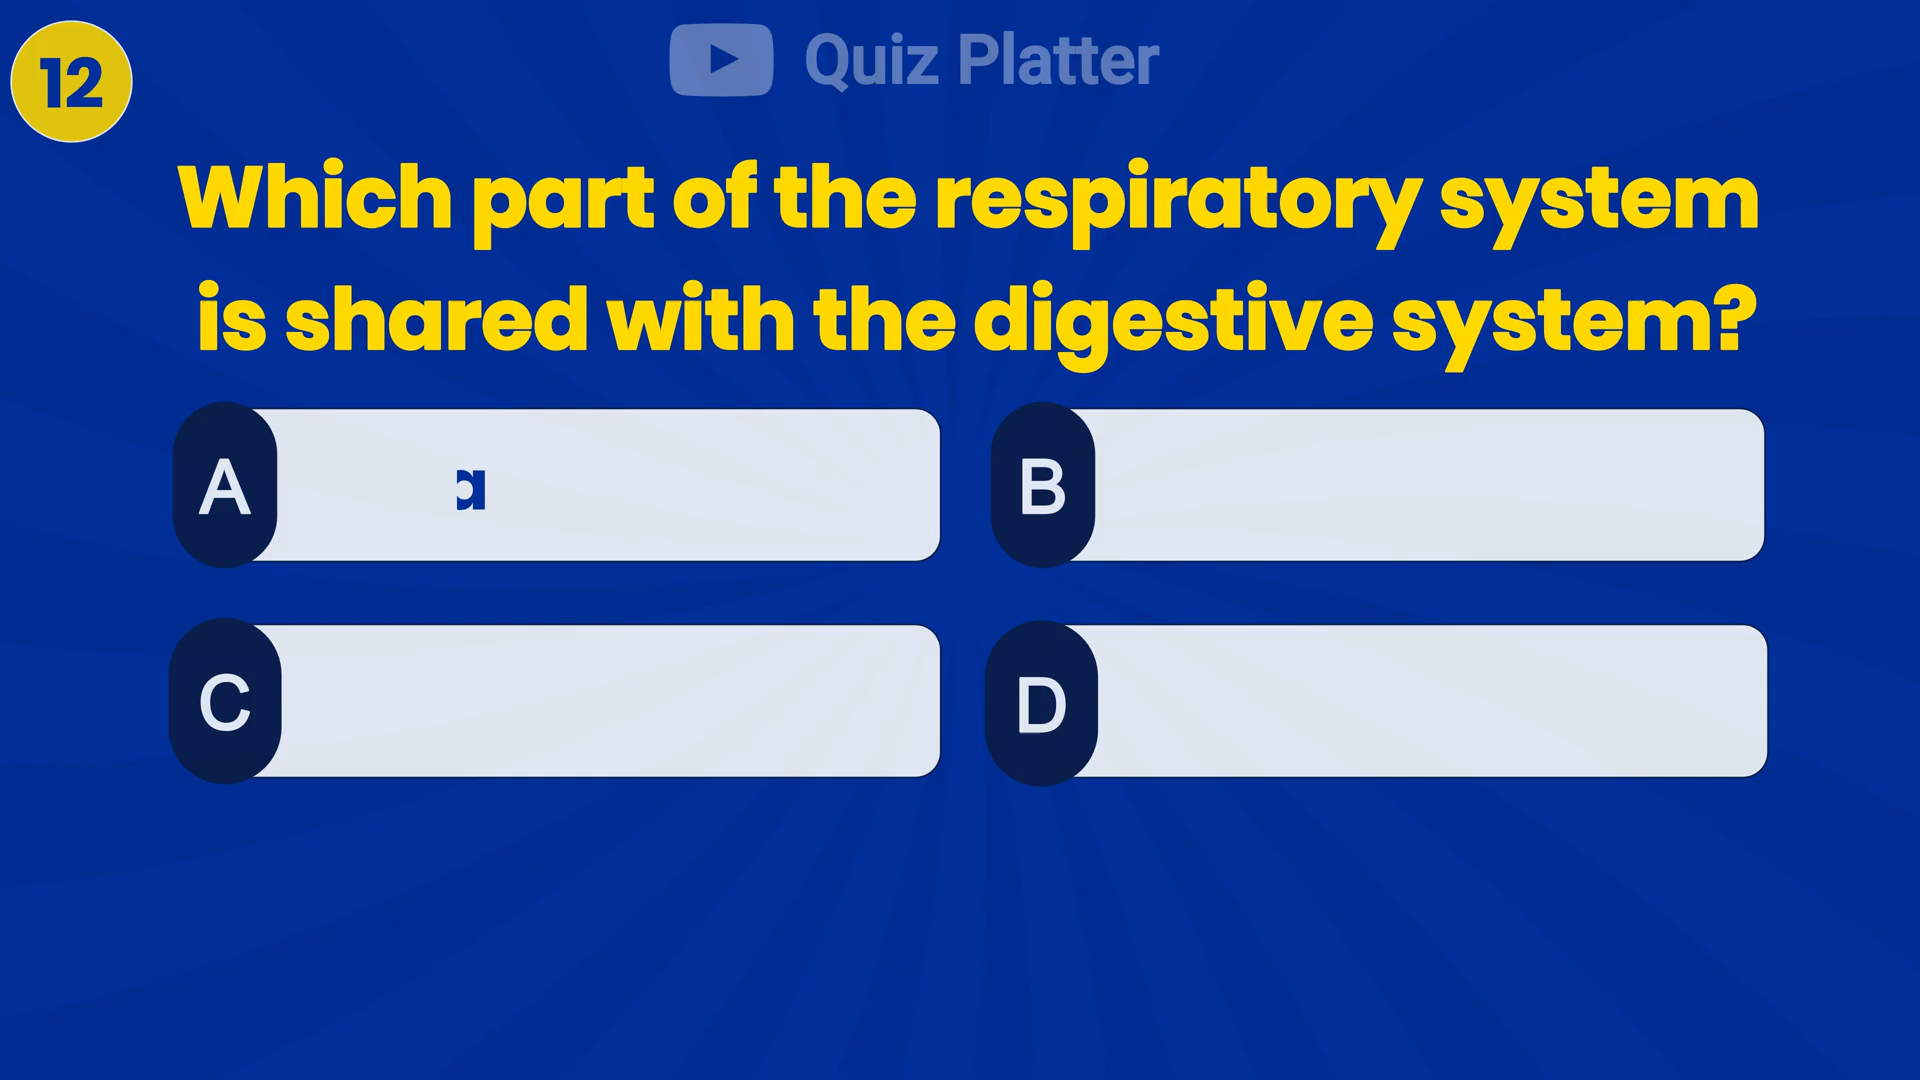 12
Quiz Platter
Which part of the respiratory system
is shared with the digestive system?
A
a
B
C
D